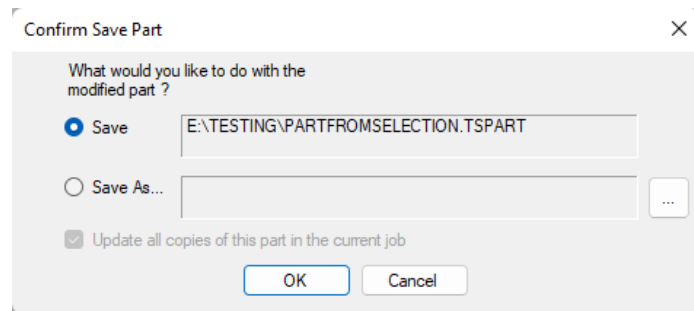 Confirm Save Part
What would you like to do with the
modified part ?
Save
E:\TESTING\PARTFROMSELECTION.TSPART
Save As...
...
Update all copies of this part in the current job
OK
Cancel